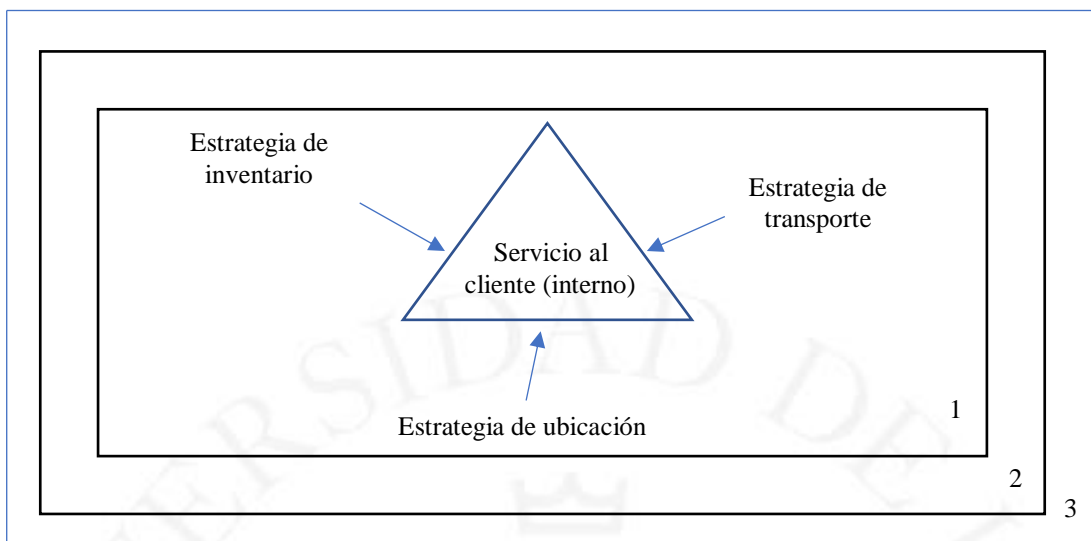 Estrategia de
inventario
Estrategia de
transporte
Servicio al
cliente (interno)
Estrategia de ubicación
1
2
3